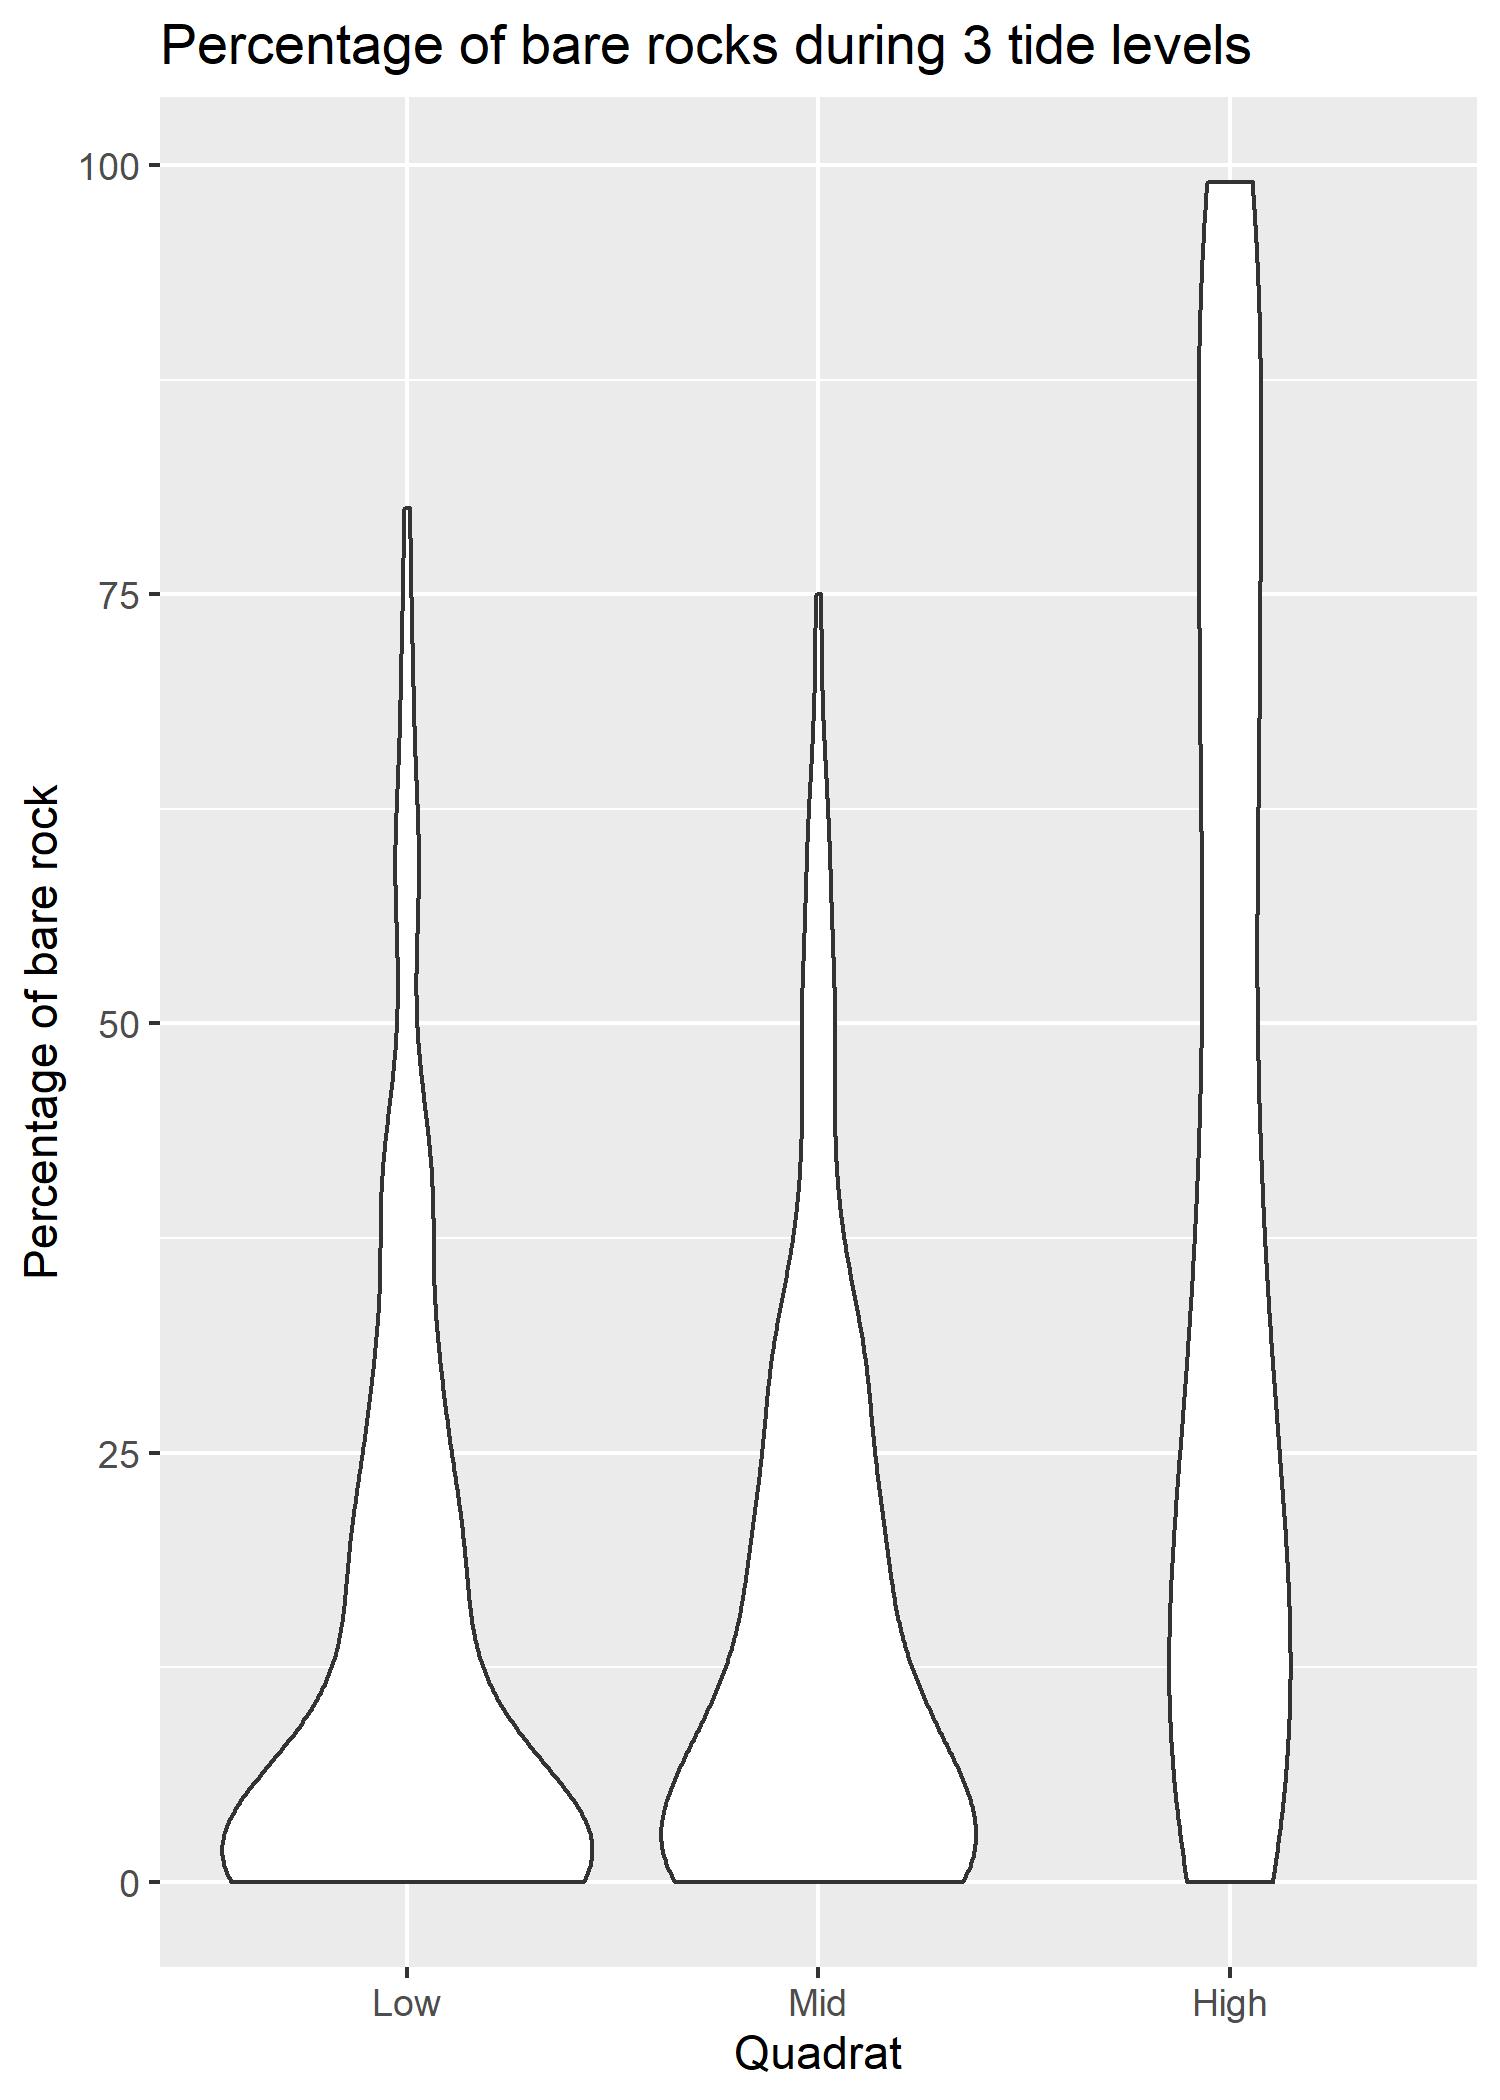 Percentage of bare rocks during 3 tide levels
Percentage of bare rock
100
75
50
25
0
Low Mid High
Quadrat